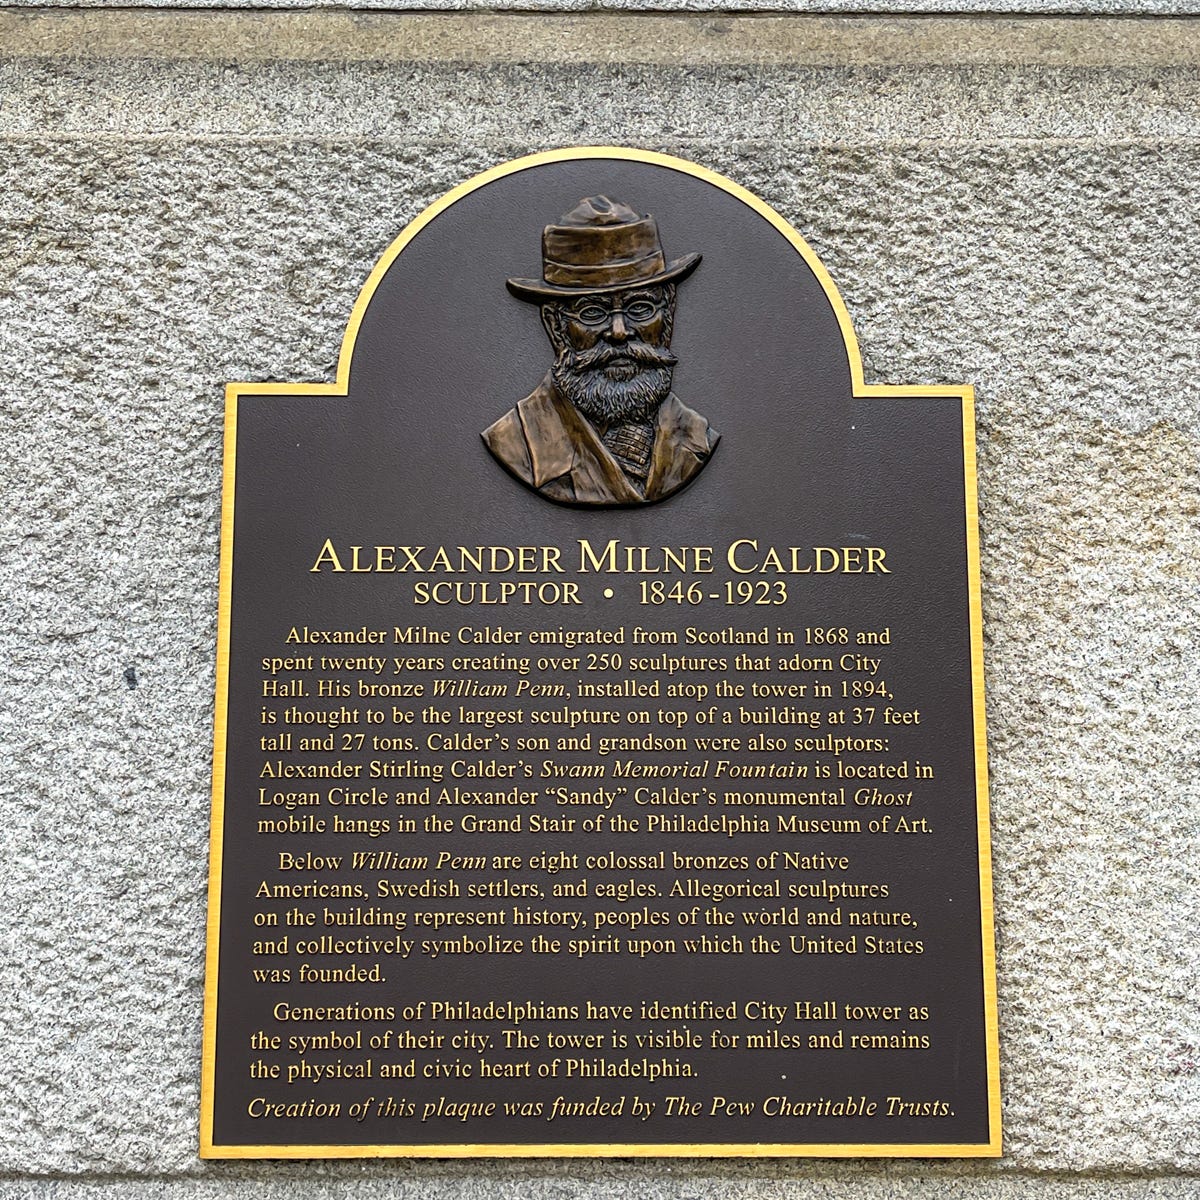 ALEXANDER MILNE CALDER
SCULPTOR • 1846-1923
Alexander Milne Calder emigrated from Scotland in 1868 and
spent twenty years creating over 250 sculptures that adorn City
Hall. His bronze William Penn, installed atop the tower in 1894,
is thought to be the largest sculpture on top of a building at 37 feet
tall and 27 tons. Calder's son and grandson were also sculptors:
Alexander Stirling Calder's Swann Memorial Fountain is located in
Logan Circle and Alexander “Sandy” Calder's monumental Ghost
mobile hangs in the Grand Stair of the Philadelphia Museum of Art.
Below William Penn are eight colossal bronzes of Native
Americans, Swedish settlers, and eagles. Allegorical sculptures
on the building represent history, peoples of the world and nature,
and collectively symbolize the spirit upon which the United States
was founded.
Generations of Philadelphians have identified City Hall tower as
the symbol of their city. The tower is visible for miles and remains
the physical and civic heart of Philadelphia.
Creation of this plaque was funded by The Pew Charitable Trusts.